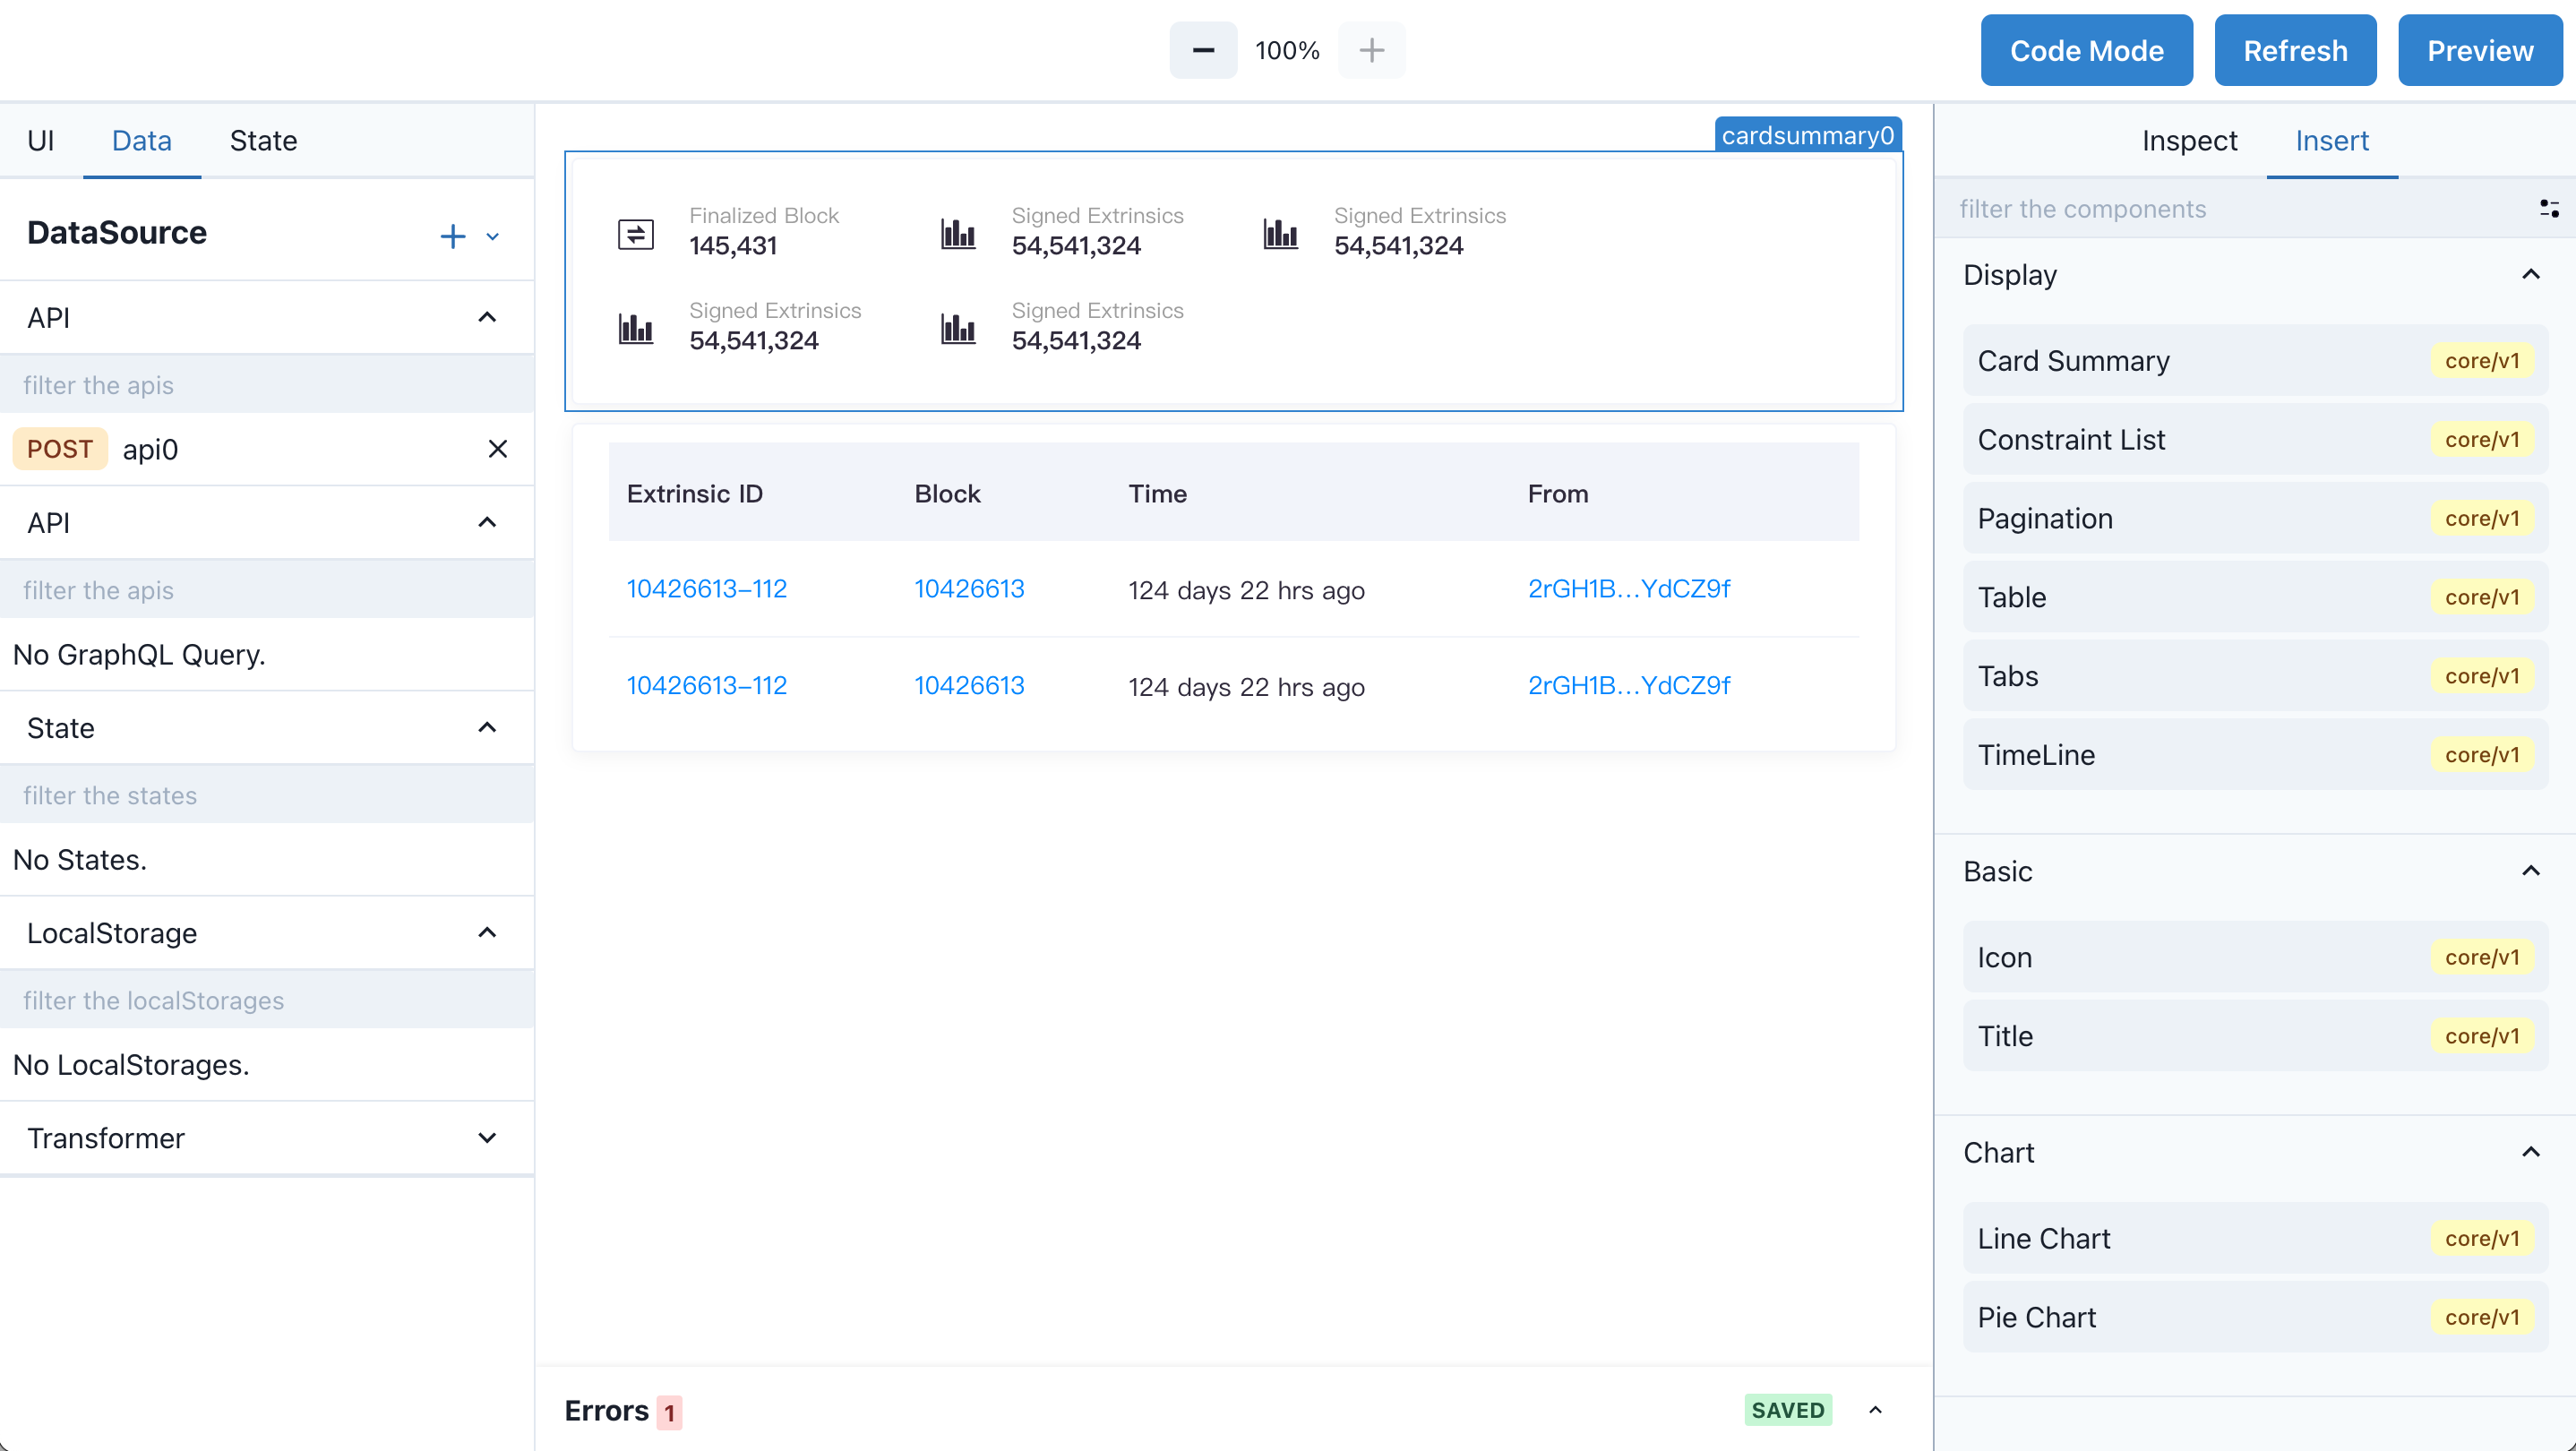 100%
Code Mode
Refresh
Preview
UI
Data
State
DataSource
API
filter the apis
POST api0
API
filter the apis
No GraphQL Query.
State
filter the states
No States.
LocalStorage
filter the localStorages
No LocalStorages.
Transformer
cardsummary0
Finalized Block
145,431
Signed Extrinsics
54,541,324
Signed Extrinsics
54,541,324
Signed Extrinsics
54,541,324
Signed Extrinsics
54,541,324
Extrinsic ID Block Time From
10426613-112 10426613 124 days 22 hrs ago 2rGH1B...YdCZ9f
10426613-112 10426613 124 days 22 hrs ago 2rGH1B...YdCZ9f
Errors 1
SAVED
Inspect
Insert
filter the components
Display
Card Summary core/v1
Constraint List core/v1
Pagination core/v1
Table core/v1
Tabs core/v1
TimeLine core/v1
Basic
Icon core/v1
Title core/v1
Chart
Line Chart core/v1
Pie Chart core/v1